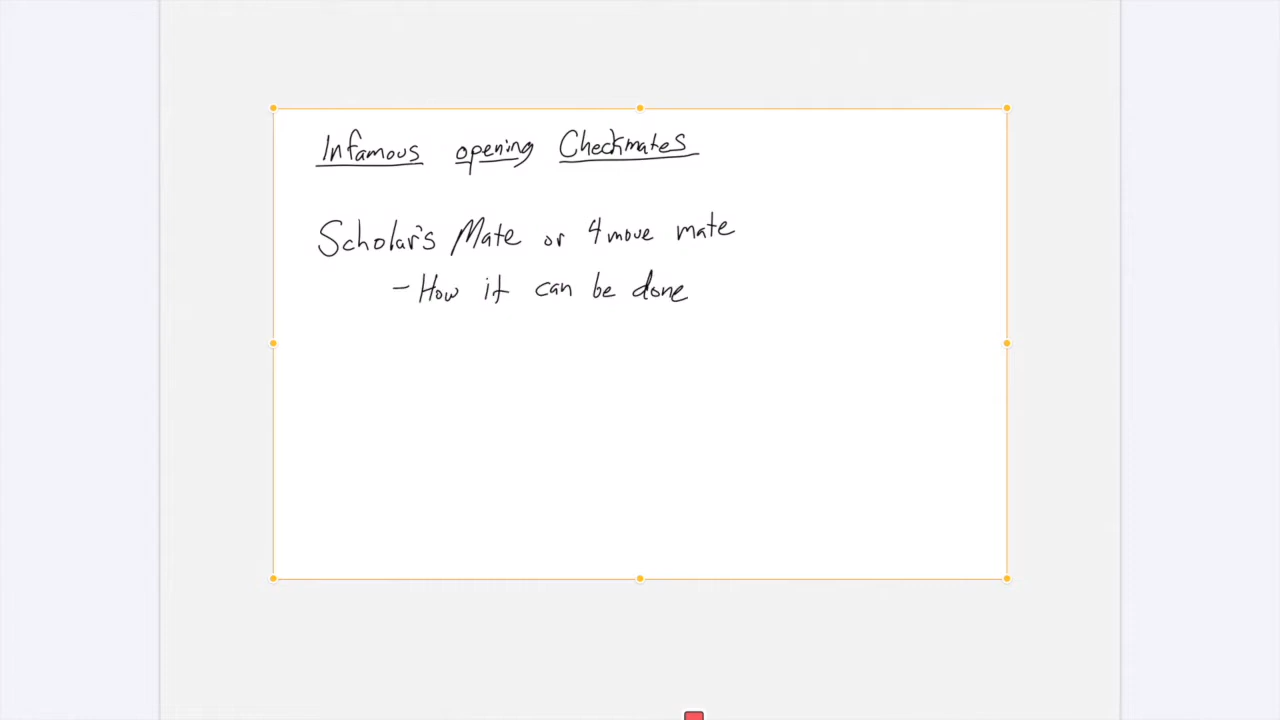 Infamous opening Checkmates
Scholar's Mate or 4 move mate
- How it can be done